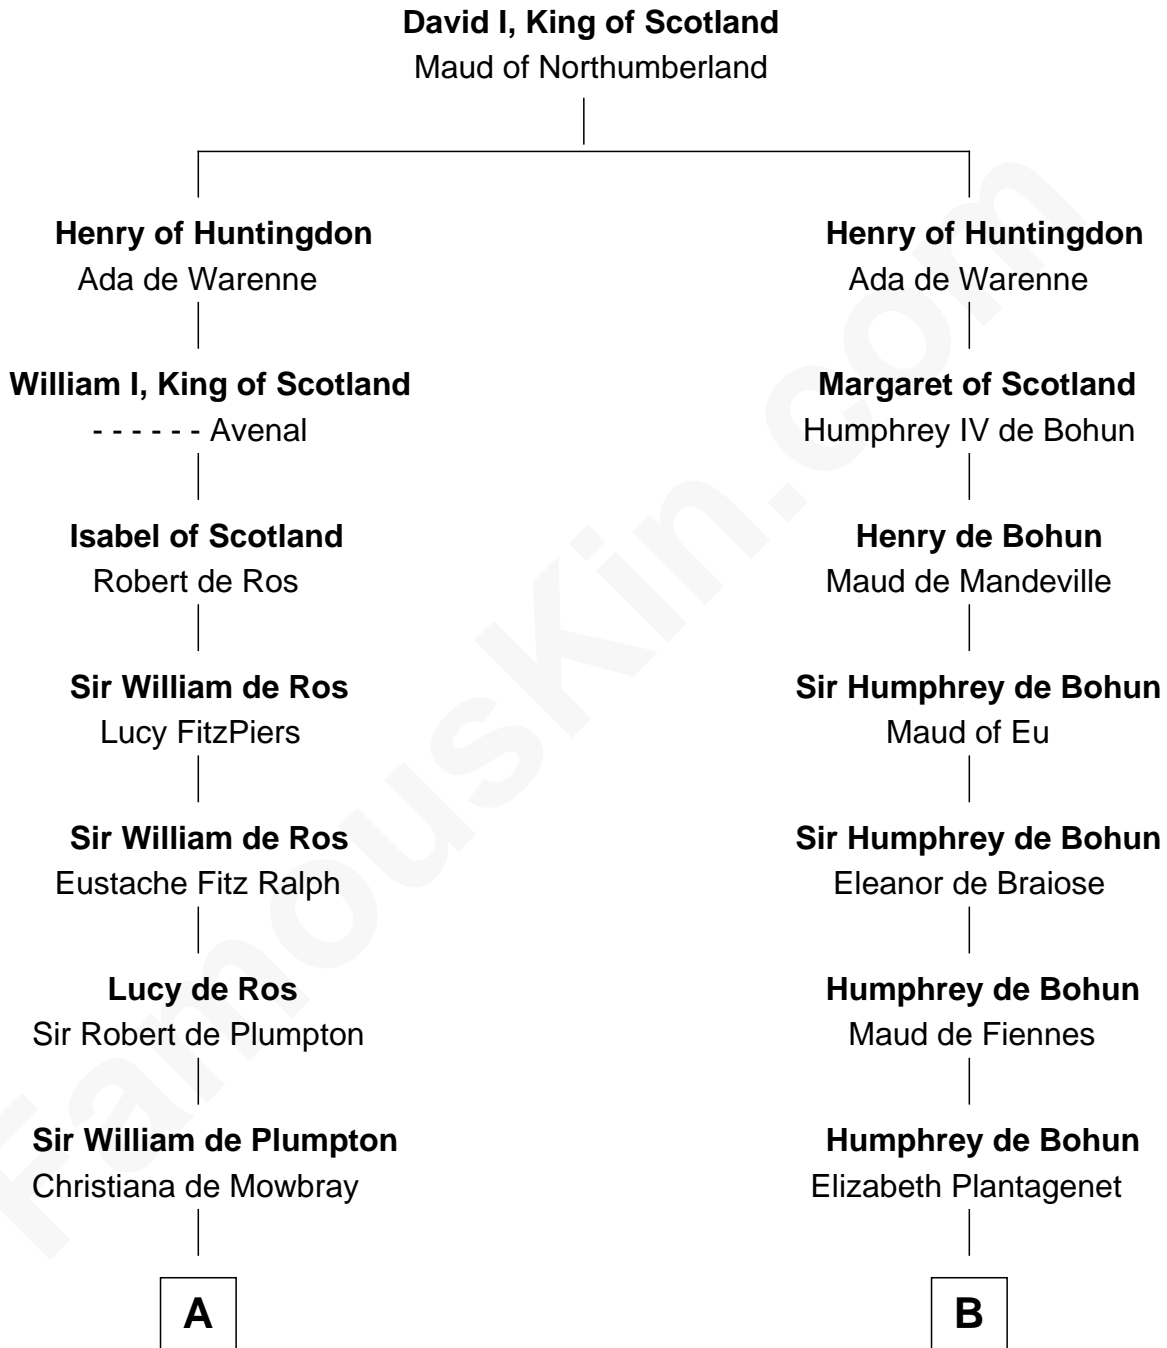 David I, King of Scotland
Maud of Northumberland
Henry of Huntingdon
Ada de Warenne
William I, King of Scotland
- - - - - - Avenal
Isabel of Scotland
Robert de Ros
Sir William de Ros
Lucy FitzPiers
Sir William de Ros
Eustache Fitz Ralph
Lucy de Ros
Sir Robert de Plumpton
Sir William de Plumpton
Christiana de Mowbray
A
Henry of Huntingdon
Ada de Warenne
Margaret of Scotland
Humphrey IV de Bohun
Henry de Bohun
Maud de Mandeville
Sir Humphrey de Bohun
Maud of Eu
Sir Humphrey de Bohun
Eleanor de Braiose
Humphrey de Bohun
Maud de Fiennes
Humphrey de Bohun
Elizabeth Plantagenet
B
FamousKin.com